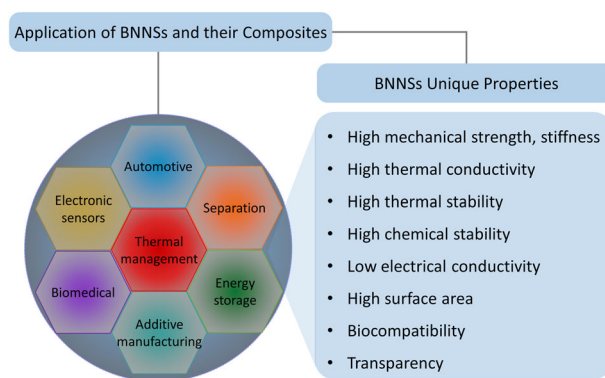 Application of BNNSs and their Composites
BNNSs Unique Properties
Automotive
Electronic
sensors
Separation
Thermal
management
Biomedical
Energy
storage
Additive
manufacturing
• High mechanical strength, stiffness
• High thermal conductivity
• High thermal stability
• High chemical stability
• Low electrical conductivity
• High surface area
• Biocompatibility
• Transparency